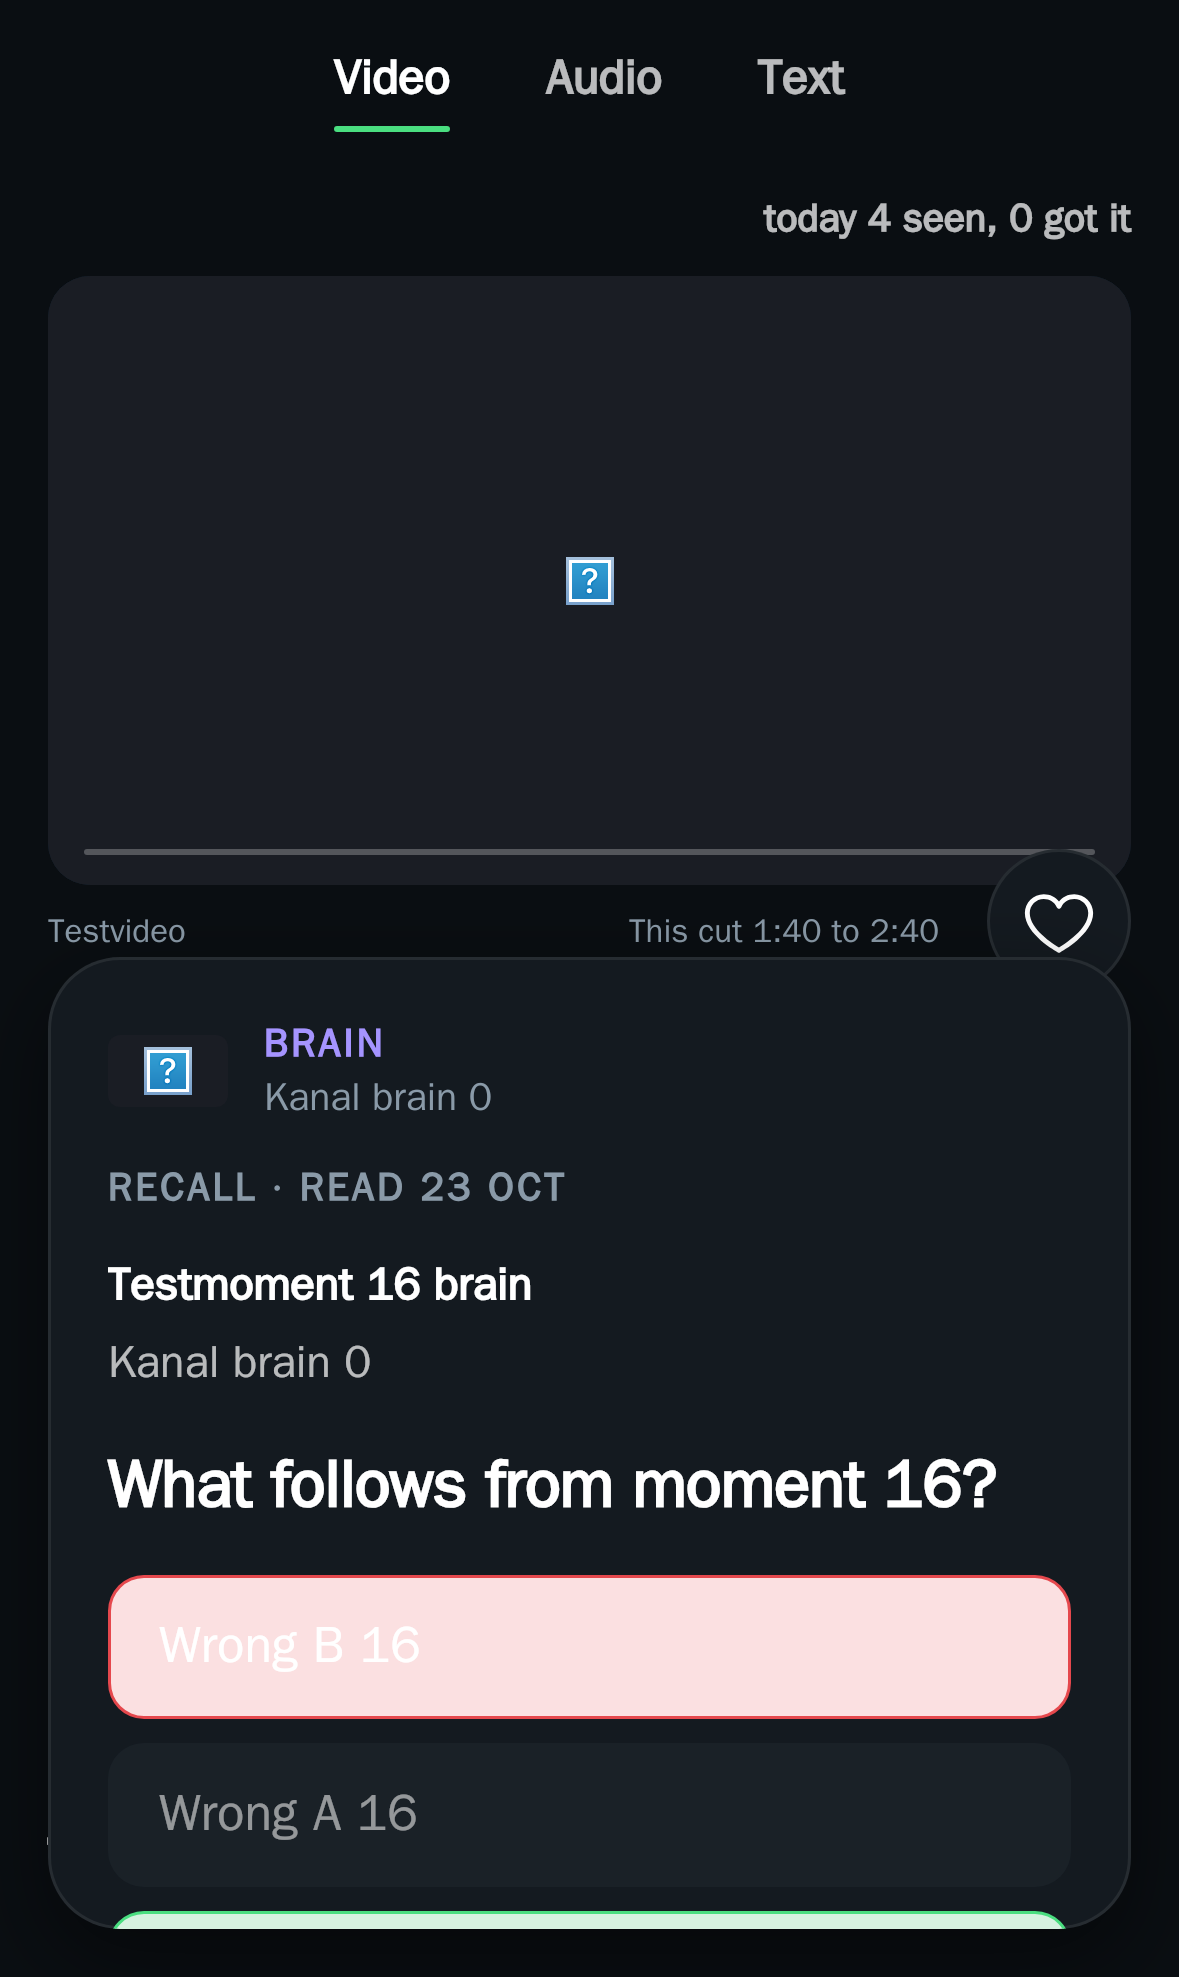 Video Audio Text
today 4 seen, 0 got it
Testvideo This cut 1:40 to 2:40
BRAIN
Kanal brain 0
RECALL · READ 23 OCT
Testmoment 16 brain
Kanal brain 0
What follows from moment 16?
Wrong B 16
Wrong A 16